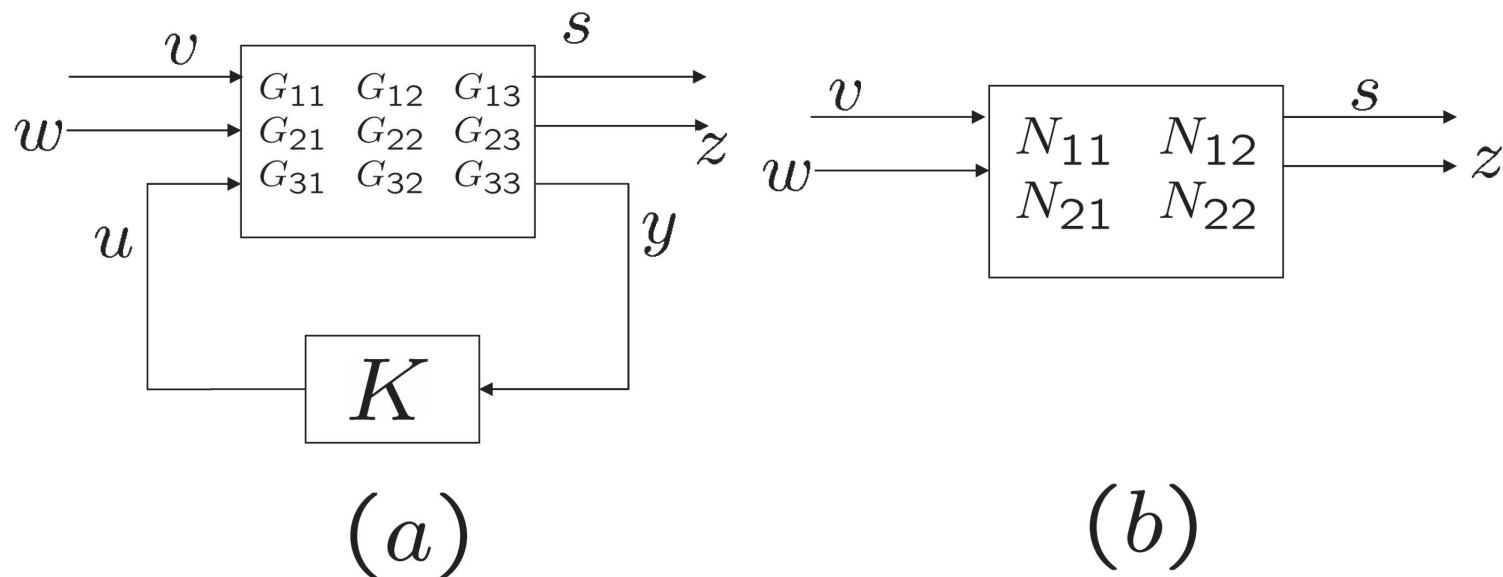 v s
G11 G12 G13
w G21 G22 G23 z
G31 G32 G33
u y
K
(a)
v s
N11 N12
w z
N21 N22
(b)